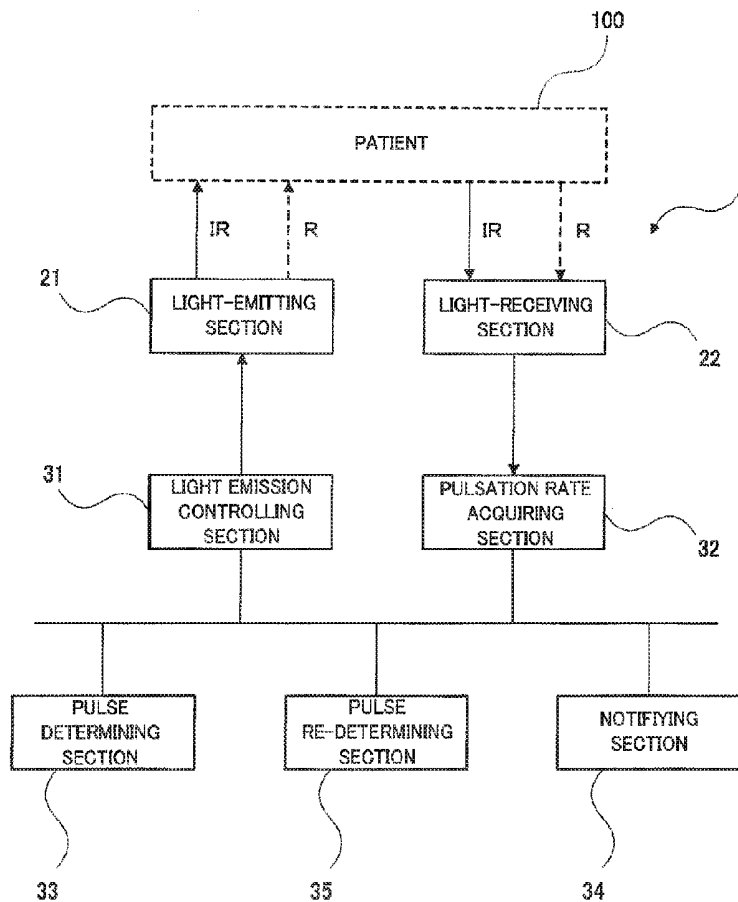 100
PATIENT
IR
R
IR
R
21
LIGHT-EMITTING
SECTION
LIGHT-RECEIVING
SECTION
22
31
LIGHT EMISSION
CONTROLLING
SECTION
PULSATION RATE
ACQUIRING
SECTION
32
PULSE
DETERMINING
SECTION
PULSE
RE-DETERMINING
SECTION
NOTIFIYING
SECTION
33
35
34